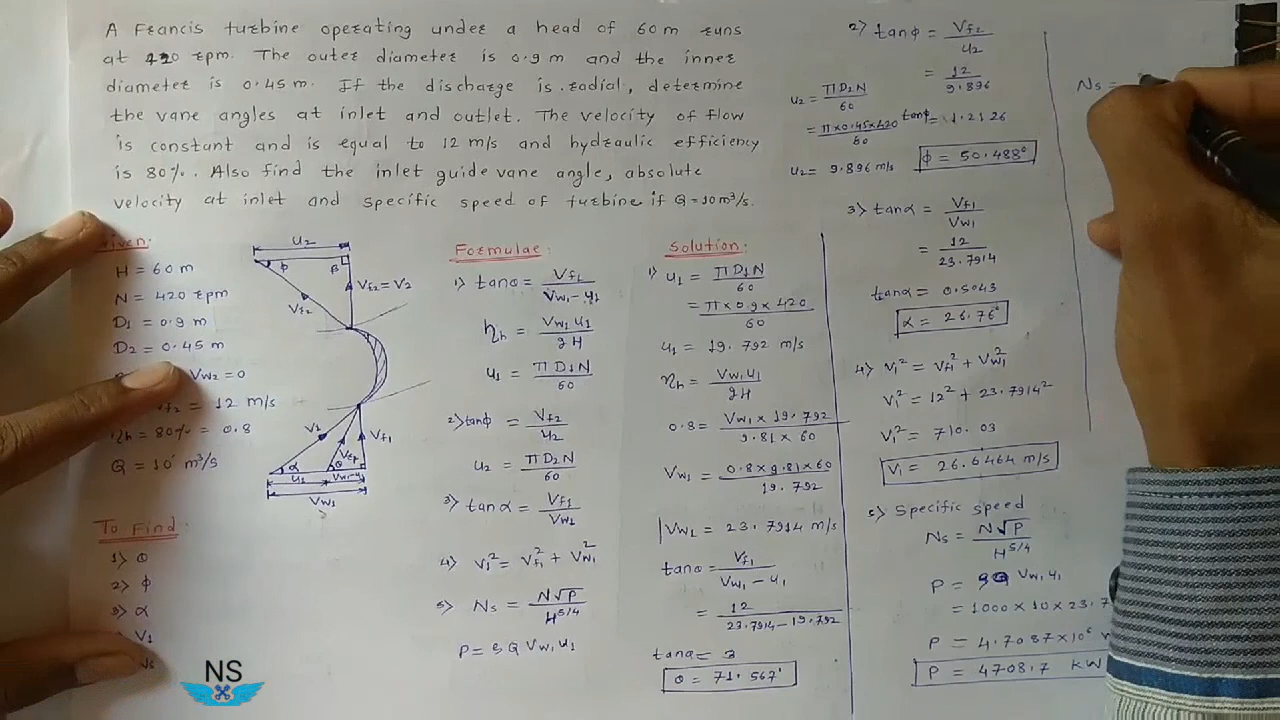 A Francis turbine operating under a head of 60 m runs
at 420 rpm. The outer diameter is 0.9 m and the inner
diameter is 0.45 m. If the discharge is radial, determine
the vane angles at inlet and outlet. The velocity of flow
is constant and is equal to 12 m/s and hydraulic efficiency
is 80%. Also find the inlet guide vane angle, absolute
velocity at inlet and specific speed of turbine if Q = 10 m³/s.
H = 60 m
N = 420 rpm
D1 = 0.9 m
D2 = 0.45 m
Vw2 = 0
= 12 m/s
= 80% = 0.8
Q = 10 m³/s
To Find:
1) θ
2) φ
3) α
V1
Ns
u2
φ
β
Vr2
Vf2 = V2
V1
Vf1
α
θ
u1
Vw1
Formulae:
1) tanθ = Vf1 / Vw1 - u1
ηh = Vw1 u1 / gH
u1 = π D1 N / 60
2) tanφ = Vf2 / u2
u2 = π D2 N / 60
3) tanα = Vf1 / Vw1
4) V1² = Vf1² + Vw1²
5) Ns = N√P / H^5/4
P = ρ Q Vw1 u1
Solution:
1) u1 = π D1 N / 60
= π × 0.9 × 420 / 60
u1 = 19.792 m/s
ηh = Vw1 u1 / gH
0.8 = Vw1 × 19.792 / 9.81 × 60
Vw1 = 0.8 × 9.81 × 60 / 19.792
Vw1 = 23.7914 m/s
tanθ = Vf1 / Vw1 - u1
= 12 / 23.7914 - 19.792
tanθ = 3
θ = 71.567°
2) tanφ = Vf2 / u2
= 12 / 9.896
u2 = π D2 N / 60
= π × 0.45 × 420 / 60
u2 = 9.896 m/s
tanφ = 1.2126
φ = 50.488°
3) tanα = Vf1 / Vw1
= 12 / 23.7914
tanα = 0.5043
α = 26.76°
4) V1² = Vf1² + Vw1²
V1² = 12² + 23.7914²
V1² = 710.03
V1 = 26.6464 m/s
5) Specific speed
Ns = N√P / H^5/4
P = ρQ Vw1 u1
= 1000 × 10 × 23.7
P = 4.7087 × 10⁶ W
P = 4708.7 kW
Ns =
NS